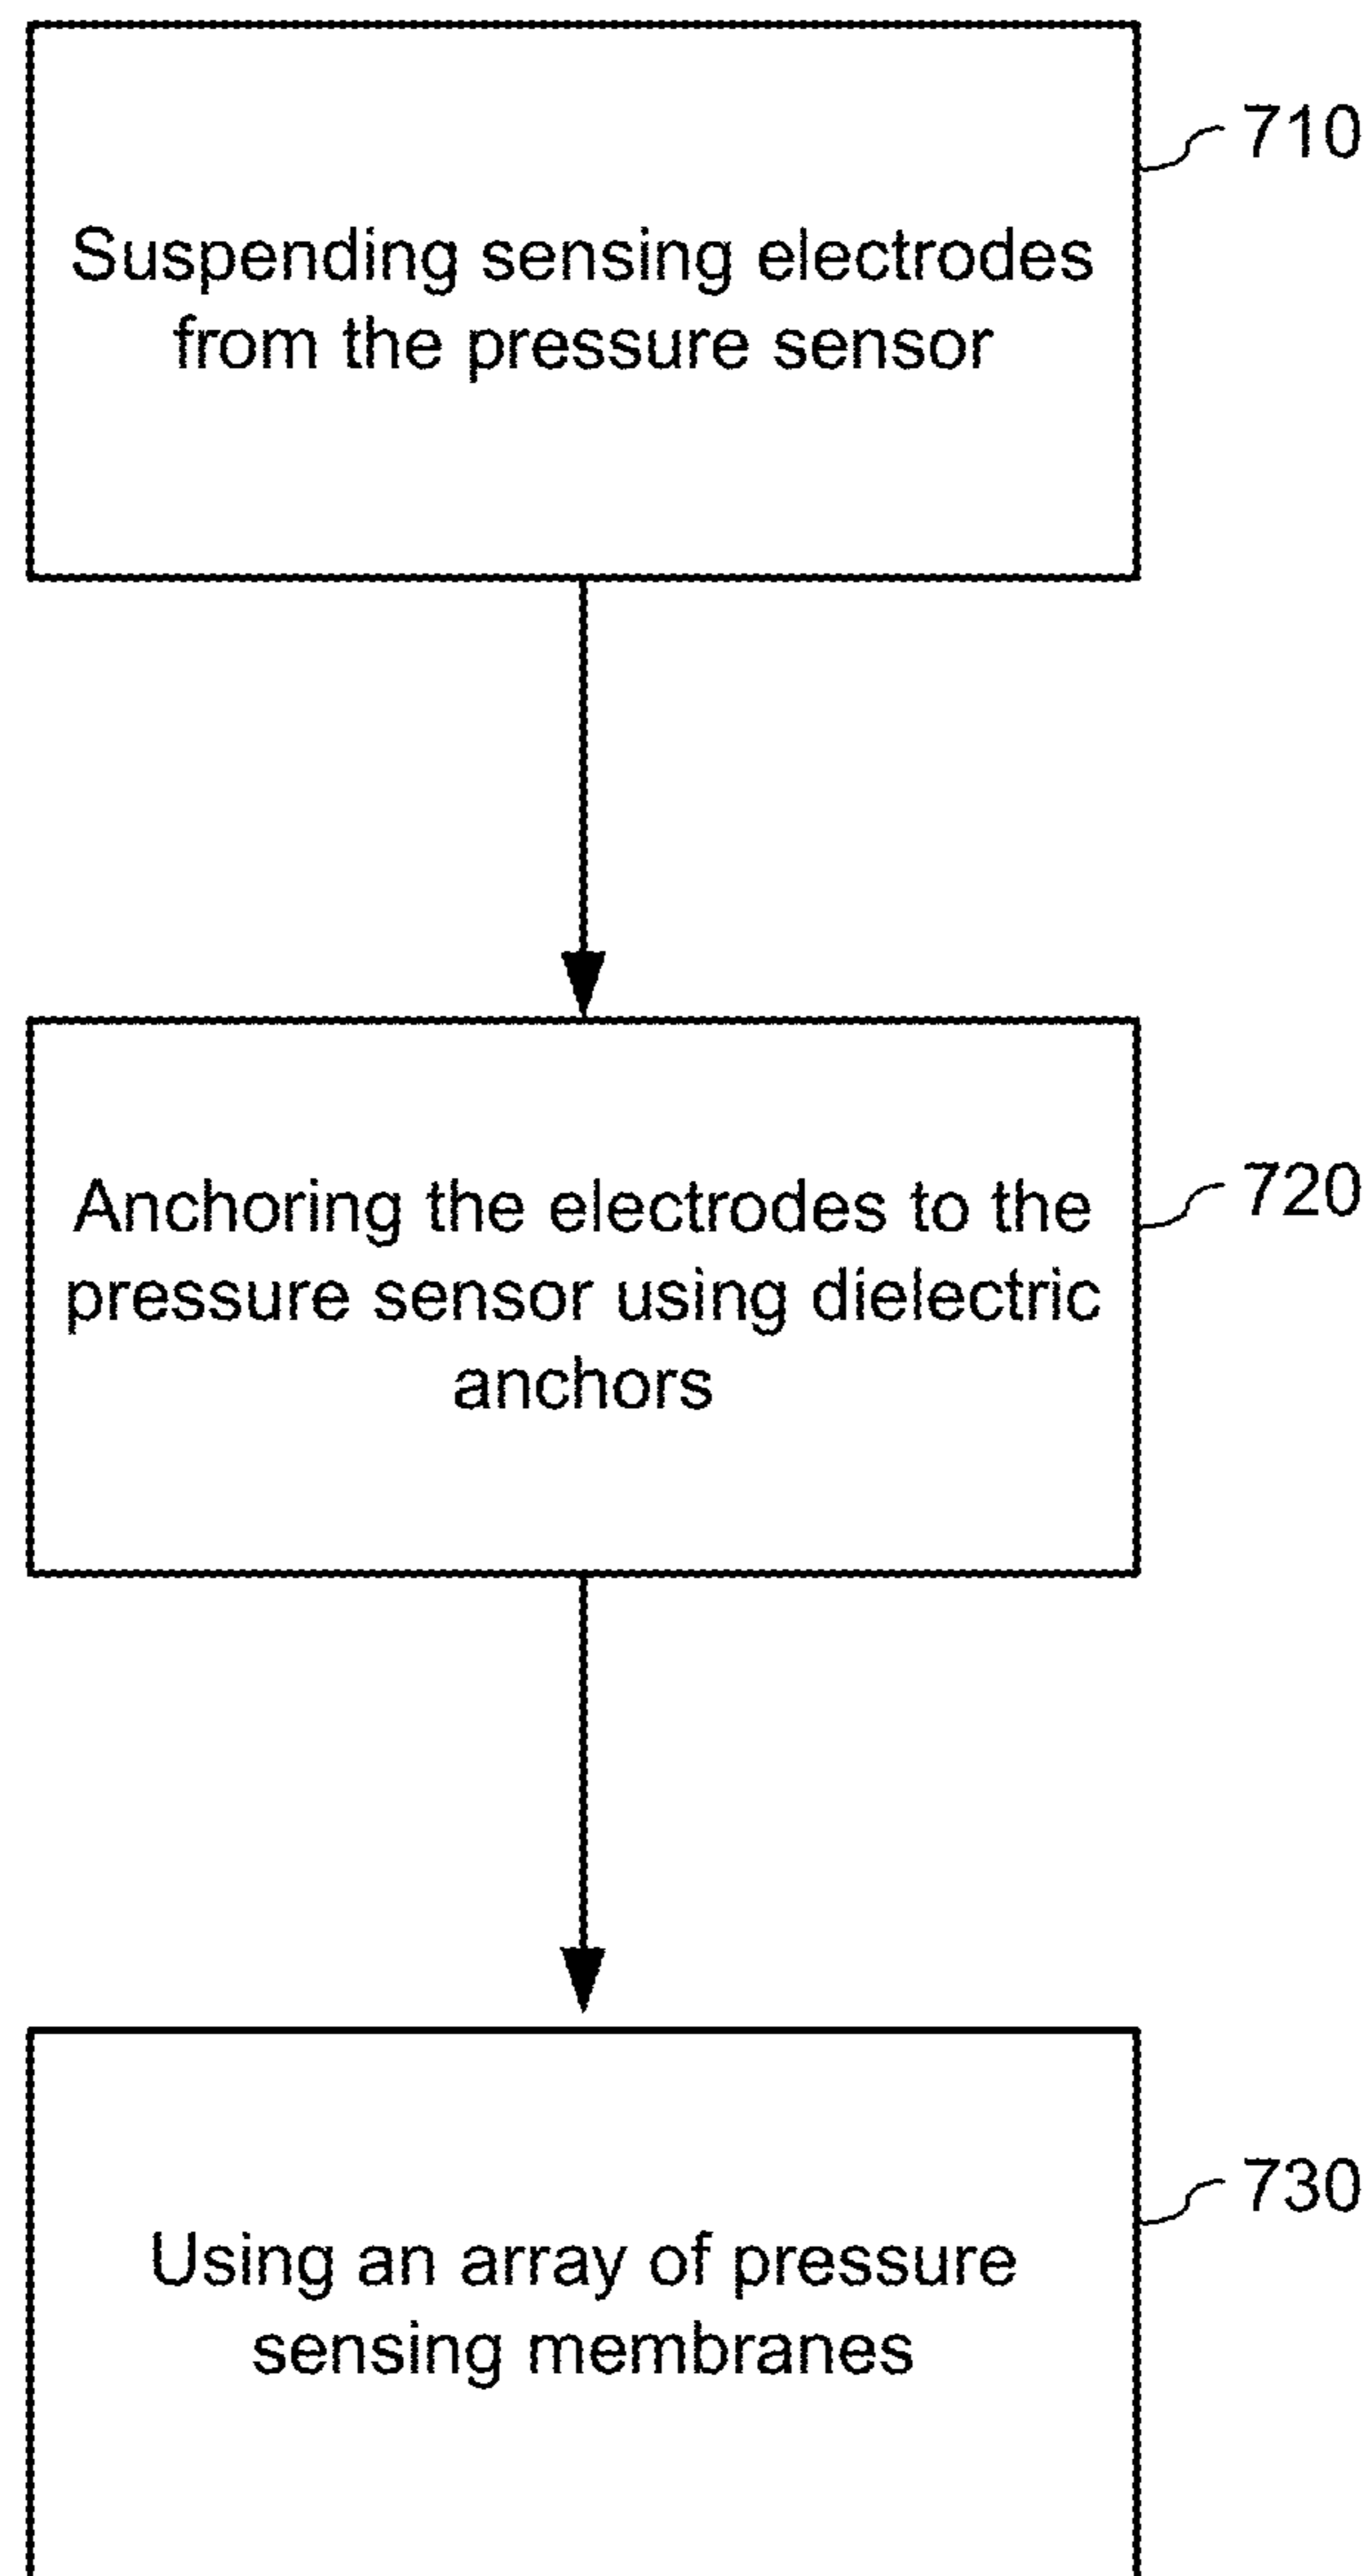 710
Suspending sensing electrodes
from the pressure sensor
720
Anchoring the electrodes to the
pressure sensor using dielectric
anchors
730
Using an array of pressure
sensing membranes